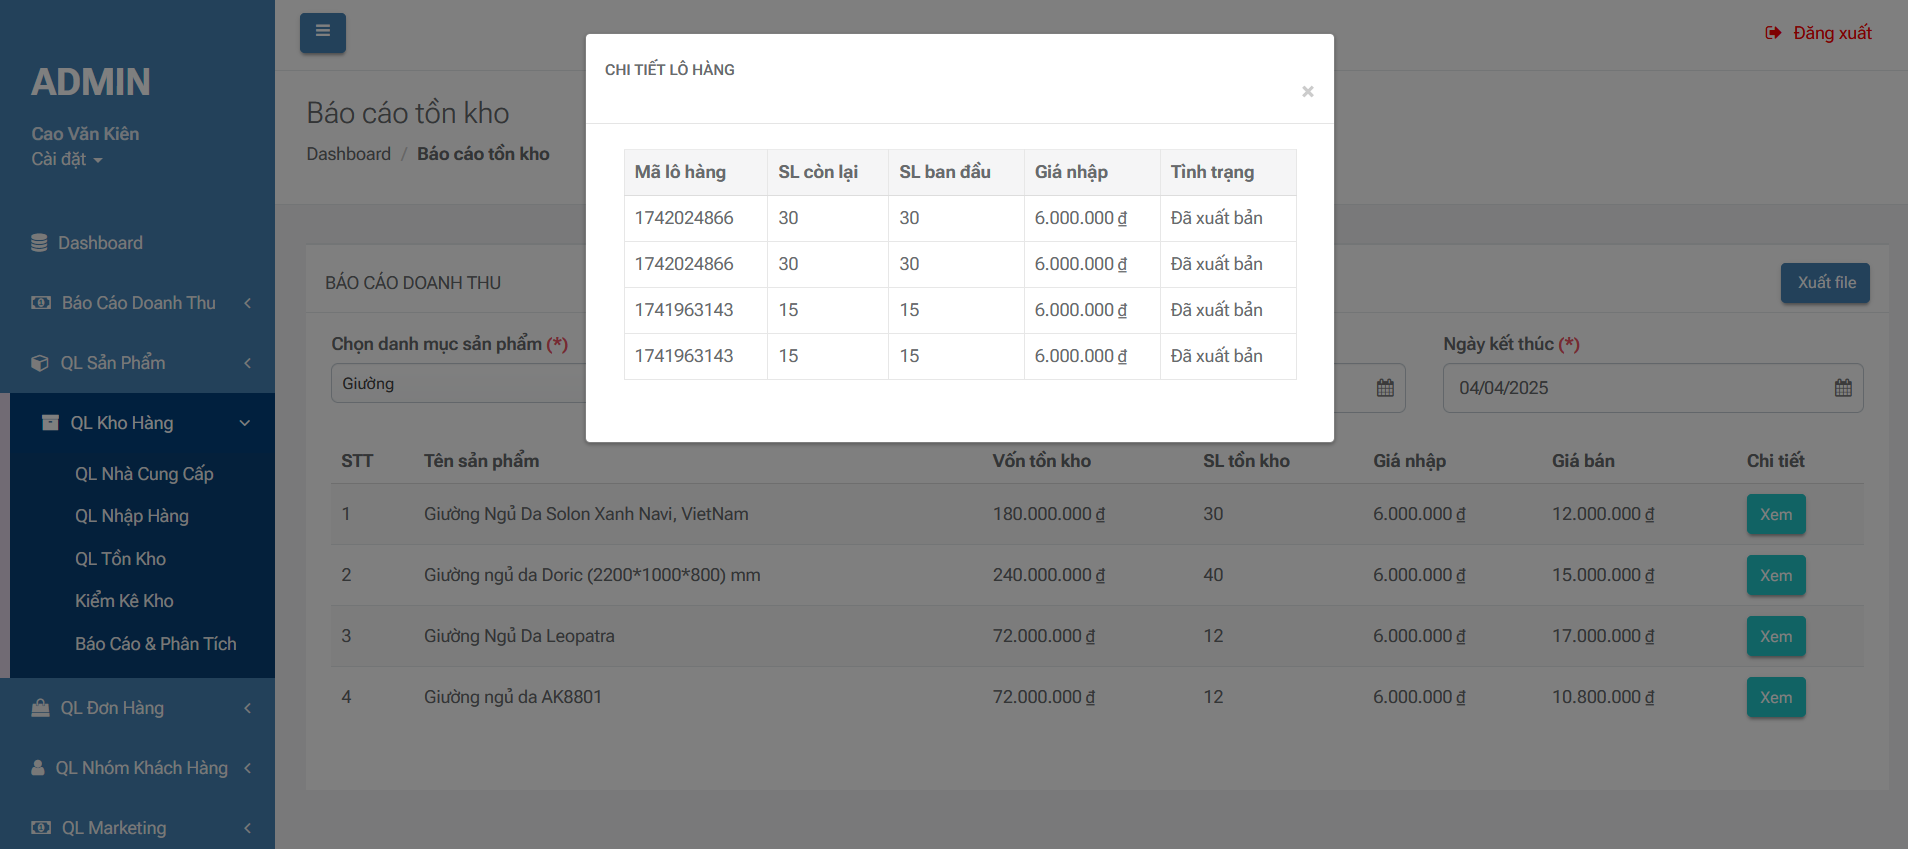 ADMIN
Cao Văn Kiên
Cài đặt
Dashboard
Báo Cáo Doanh Thu
QL Sản Phẩm
QL Kho Hàng
QL Nhà Cung Cấp
QL Nhập Hàng
QL Tồn Kho
Kiểm Kê Kho
Báo Cáo & Phân Tích
QL Đơn Hàng
QL Nhóm Khách Hàng
QL Marketing
Đăng xuất
Báo cáo tồn kho
Dashboard / Báo cáo tồn kho
CHI TIẾT LÔ HÀNG
×
Mã lô hàng SL còn lại SL ban đầu Giá nhập Tình trạng
1742024866 30 30 6.000.000 ₫ Đã xuất bản
1742024866 30 30 6.000.000 ₫ Đã xuất bản
1741963143 15 15 6.000.000 ₫ Đã xuất bản
1741963143 15 15 6.000.000 ₫ Đã xuất bản
BÁO CÁO DOANH THU
Xuất file
Chọn danh mục sản phẩm (*)
Ngày kết thúc (*)
Giường
04/04/2025
STT Tên sản phẩm Vốn tồn kho SL tồn kho Giá nhập Giá bán Chi tiết
1 Giường Ngủ Da Solon Xanh Navi, VietNam 180.000.000 ₫ 30 6.000.000 ₫ 12.000.000 ₫ Xem
2 Giường ngủ da Doric (2200*1000*800) mm 240.000.000 ₫ 40 6.000.000 ₫ 15.000.000 ₫ Xem
3 Giường Ngủ Da Leopatra 72.000.000 ₫ 12 6.000.000 ₫ 17.000.000 ₫ Xem
4 Giường ngủ da AK8801 72.000.000 ₫ 12 6.000.000 ₫ 10.800.000 ₫ Xem